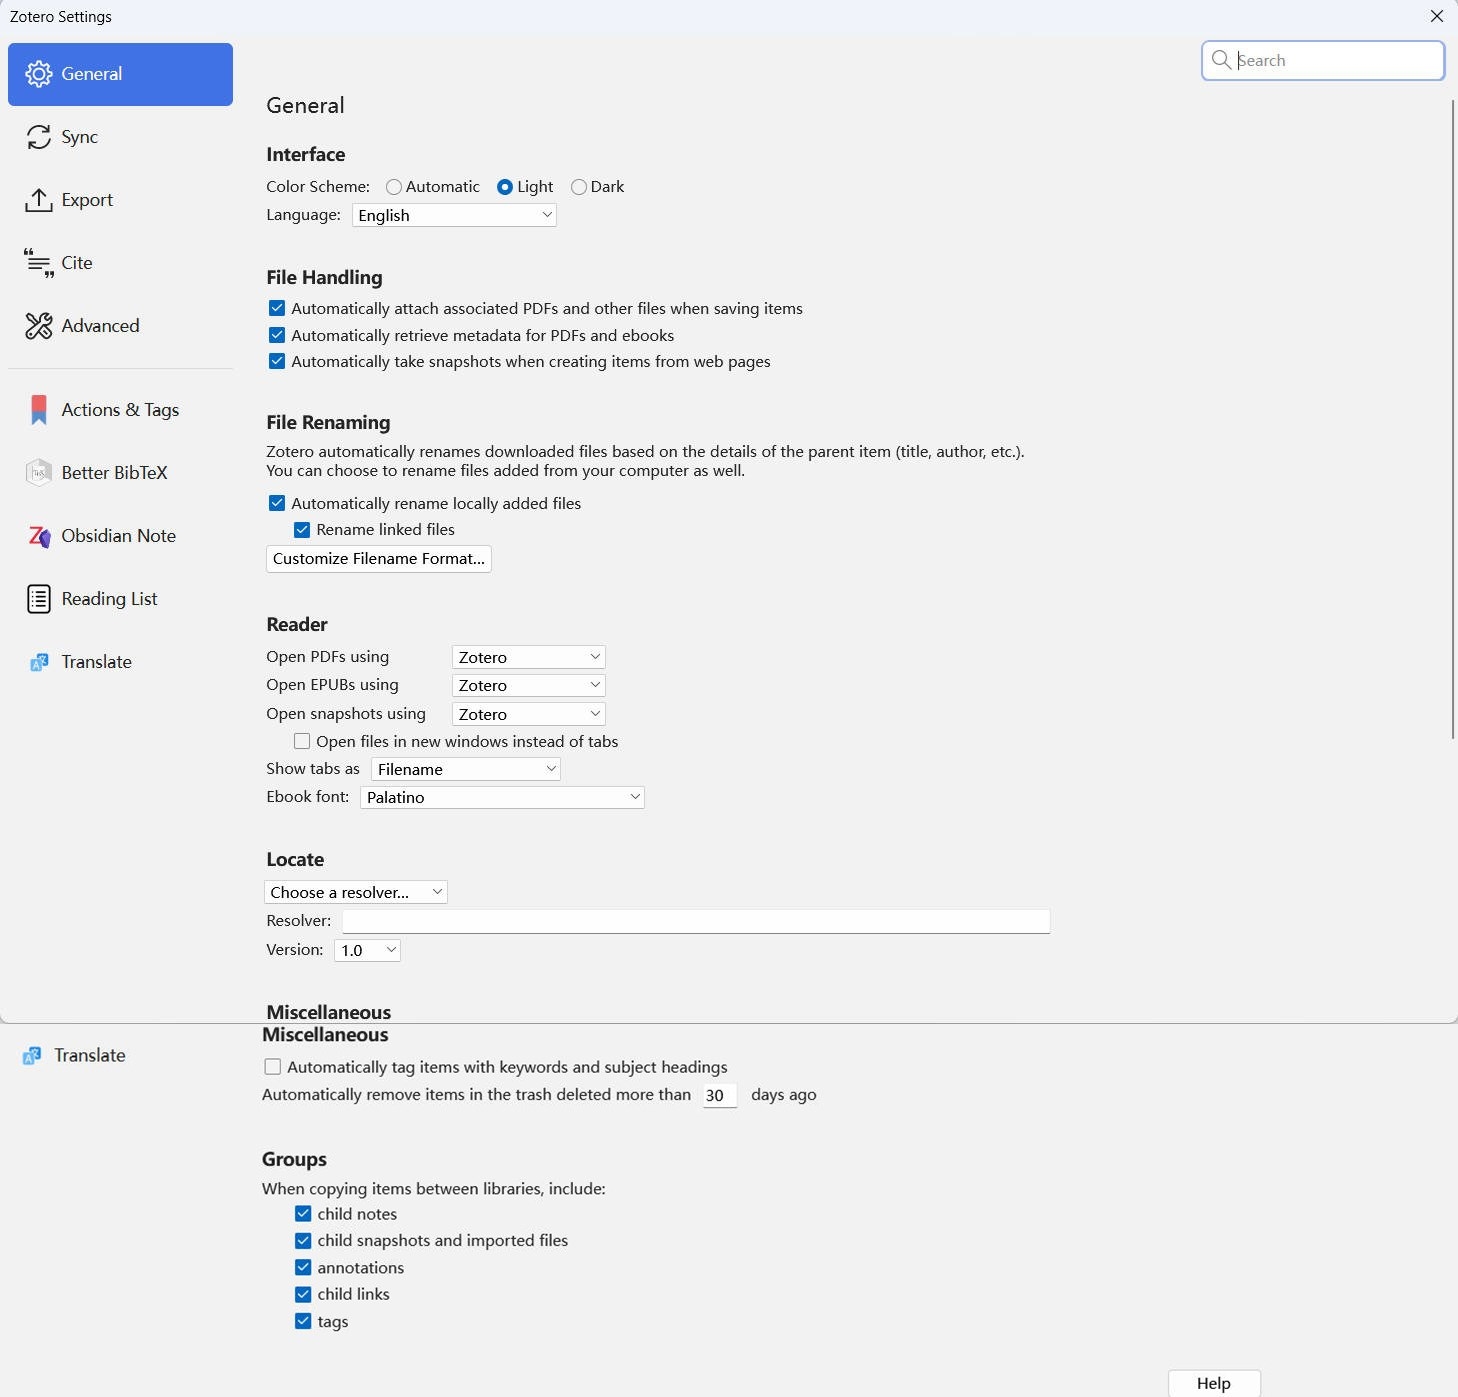 Zotero Settings
General
Search
Sync
Export
Cite
Advanced
Actions & Tags
Better BibTeX
Obsidian Note
Reading List
Translate
General
Interface
Color Scheme: Automatic Light Dark
Language: English
File Handling
Automatically attach associated PDFs and other files when saving items
Automatically retrieve metadata for PDFs and ebooks
Automatically take snapshots when creating items from web pages
File Renaming
Zotero automatically renames downloaded files based on the details of the parent item (title, author, etc.).
You can choose to rename files added from your computer as well.
Automatically rename locally added files
Rename linked files
Customize Filename Format...
Reader
Open PDFs using Zotero
Open EPUBs using Zotero
Open snapshots using Zotero
Open files in new windows instead of tabs
Show tabs as Filename
Ebook font: Palatino
Locate
Choose a resolver...
Resolver:
Version: 1.0
Miscellaneous
Miscellaneous
Translate
Automatically tag items with keywords and subject headings
Automatically remove items in the trash deleted more than 30 days ago
Groups
When copying items between libraries, include:
child notes
child snapshots and imported files
annotations
child links
tags
Help